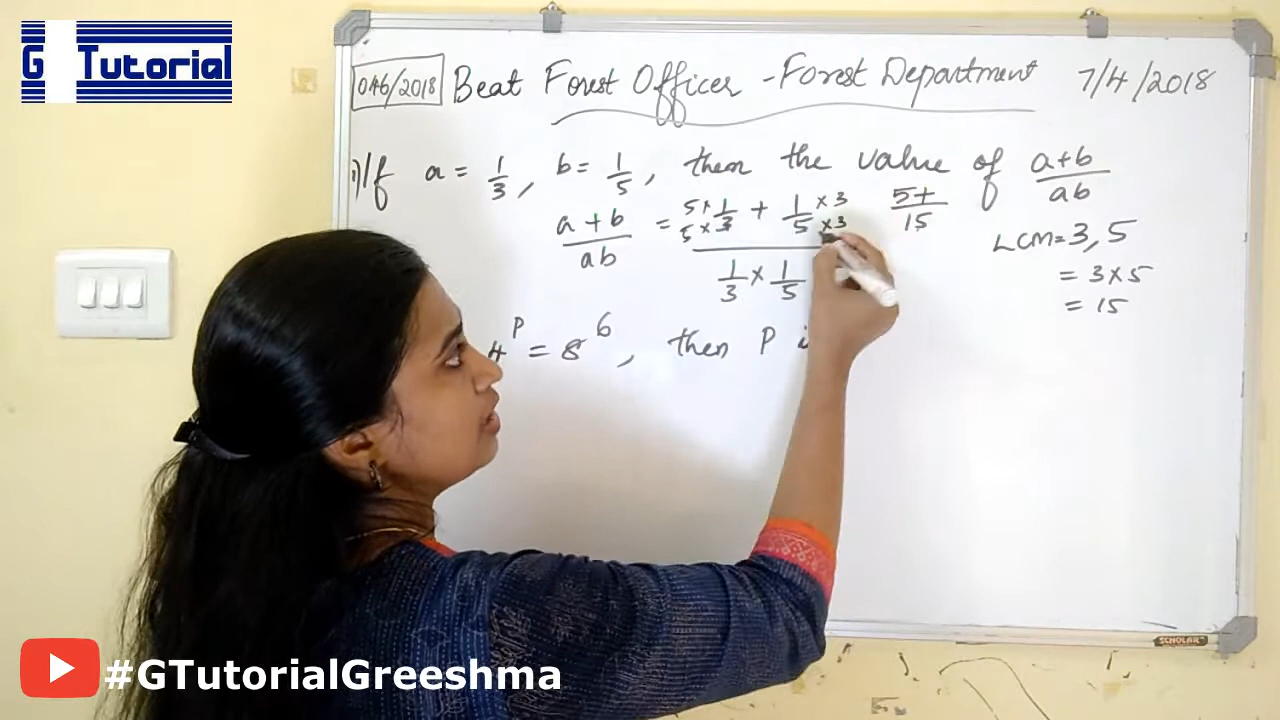 G Tutorial
046/2018 Beat Forest Officer - Forest Department 7/4/2018
1) If a = 1/3, b = 1/5, then the value of a+b/ab
a+b/ab = 5×1/5×3 + 1×3/5×3 5+/15
1/3 × 1/5
LCM = 3, 5
= 3×5
= 15
4^P = 8^6, then P i
SCHOLAR
#GTutorialGreeshma